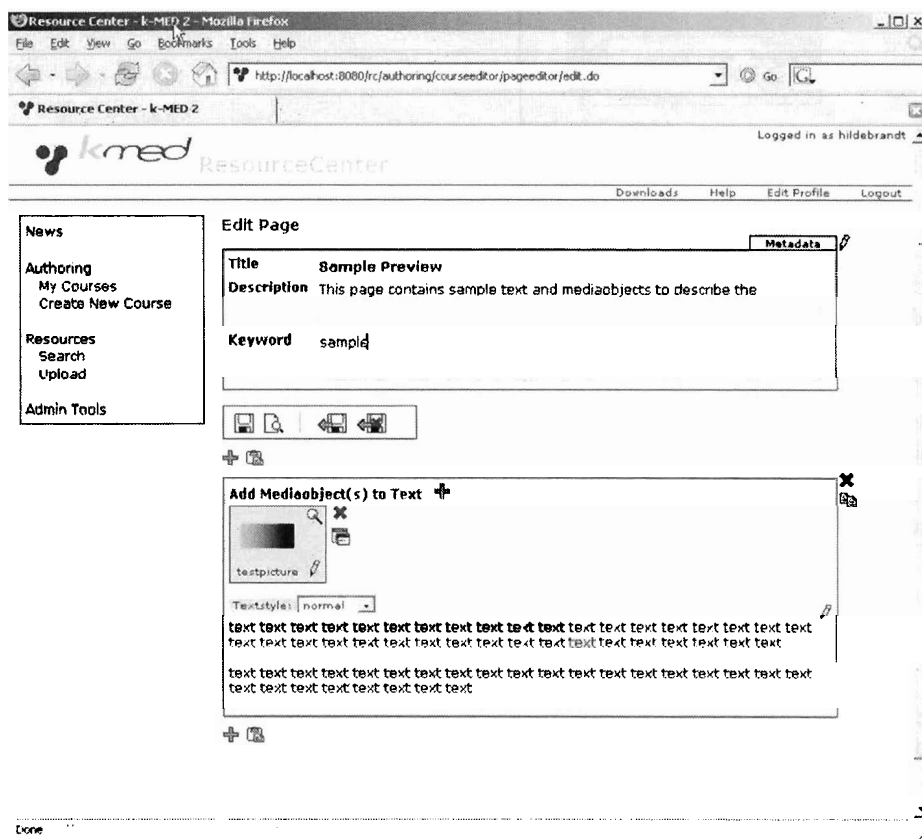 Resource Center - k-MED 2 - Mozilla Firefox
File Edit View Go Bookmarks Tools Help
http://localhost:8080/rc/authoring/courseeditor/pageeditor/edit.do Go
Resource Center - k-MED 2
Logged in as hildebrandt
kmed ResourceCenter
Downloads Help Edit Profile Logout
News
Authoring
My Courses
Create New Course
Resources
Search
Upload
Admin Tools
Edit Page
Metadata
Title Sample Preview
Description This page contains sample text and mediaobjects to describe the
Keyword sample
Add Mediaobject(s) to Text
testpicture
Textstyle: normal
text text text text text text text text text text text text text text text text text text text
text text text text text text text text text text text text text text text text text text
text text text text text text text text text text text text text text text text text text text
text text text text text text text text
Done